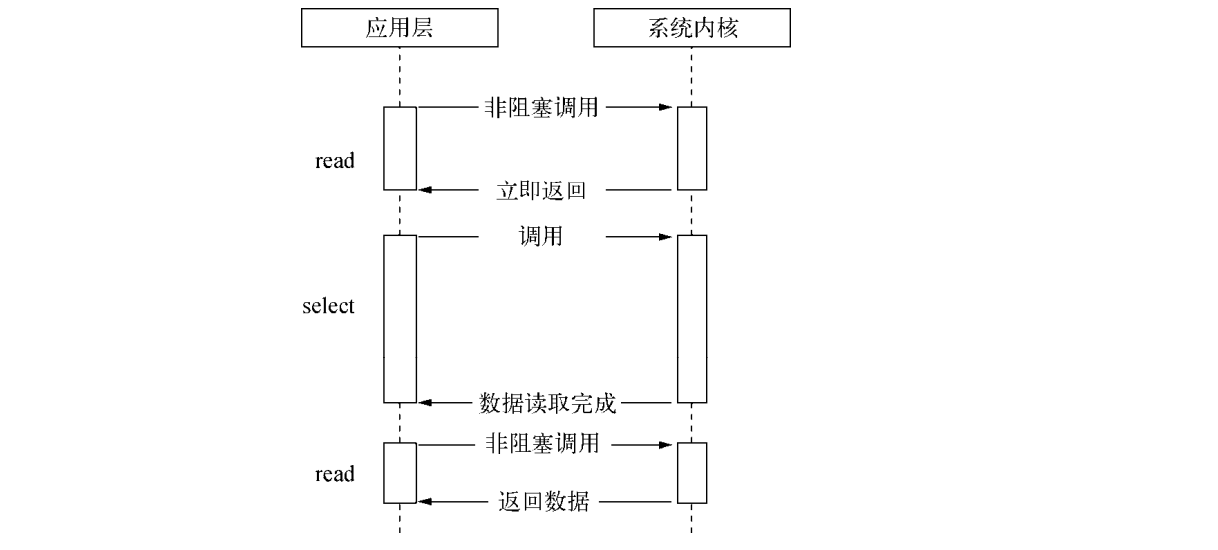 应用层
系统内核
非阻塞调用
read
立即返回
调用
select
数据读取完成
非阻塞调用
read
返回数据